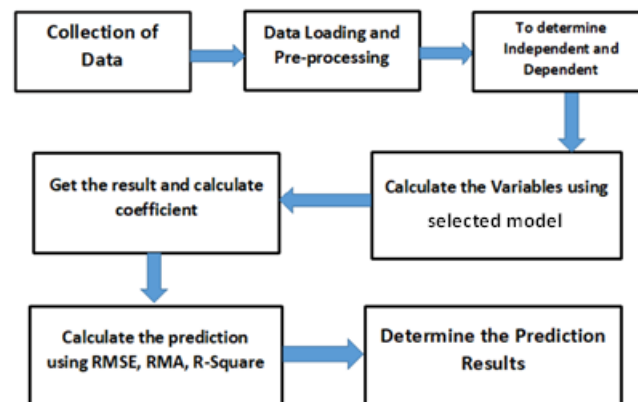 Collection of
Data
Data Loading and
Pre-processing
To determine
Independent and
Dependent
Calculate the Variables using
selected model
Get the result and calculate
coefficient
Calculate the prediction
using RMSE, RMA, R-Square
Determine the Prediction
Results